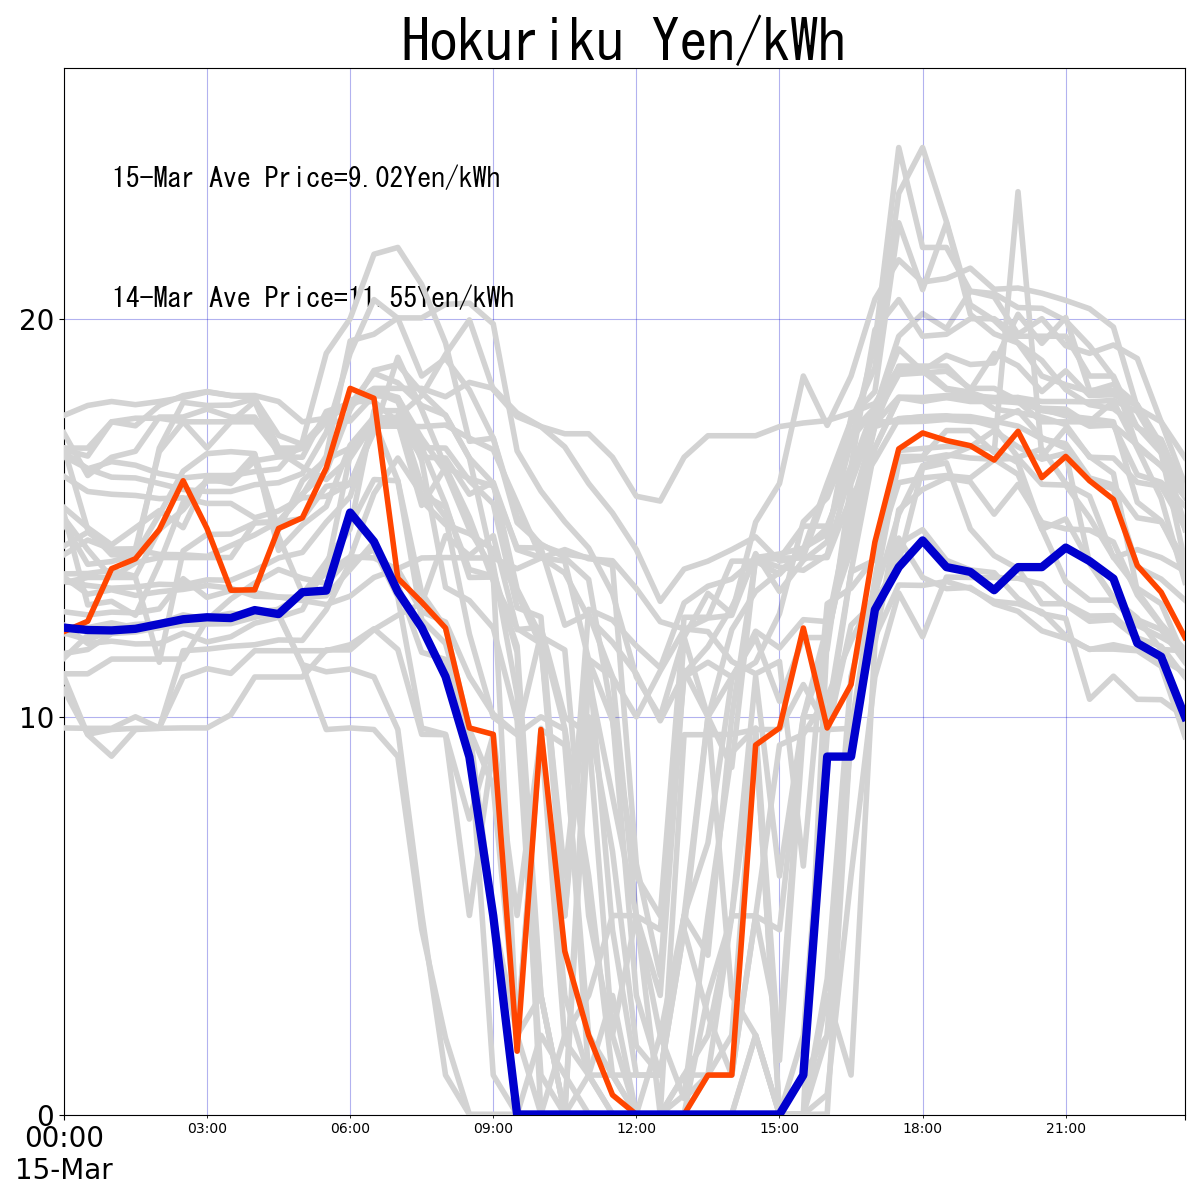 Hokuriku Yen/kWh
15-Mar Ave Price=9.02Yen/kWh
14-Mar Ave Price=11.55Yen/kWh
20
10
0
00:00 03:00 06:00 09:00 12:00 15:00 18:00 21:00
15-Mar